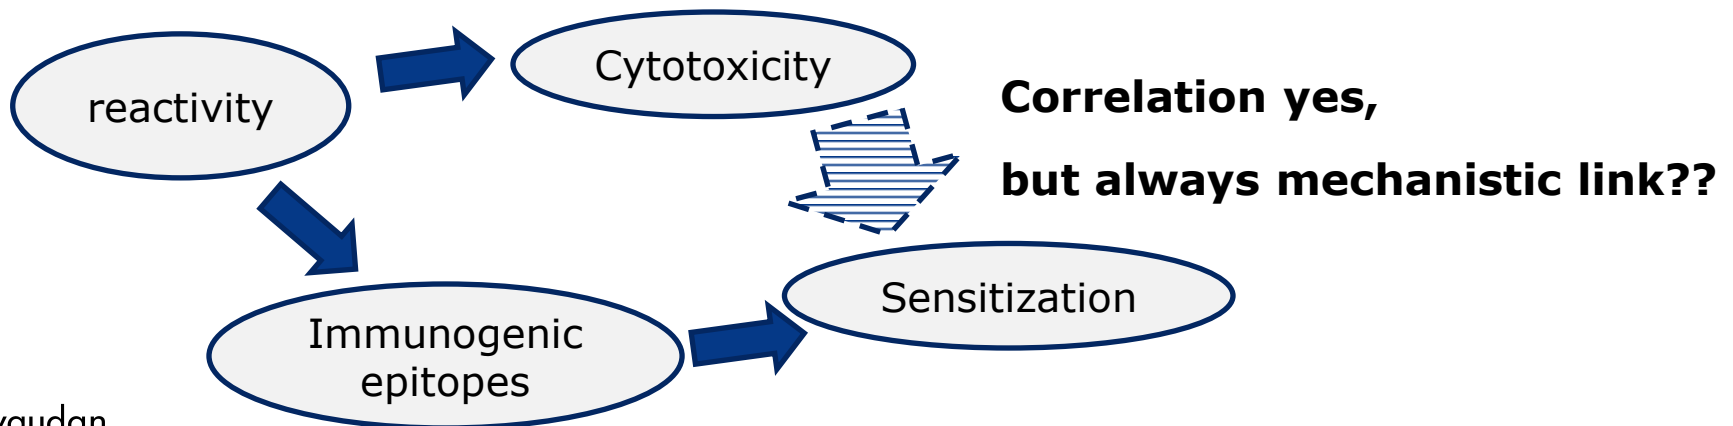 reactivity
Cytotoxicity
Correlation yes,
but always mechanistic link??
Immunogenic
epitopes
Sensitization